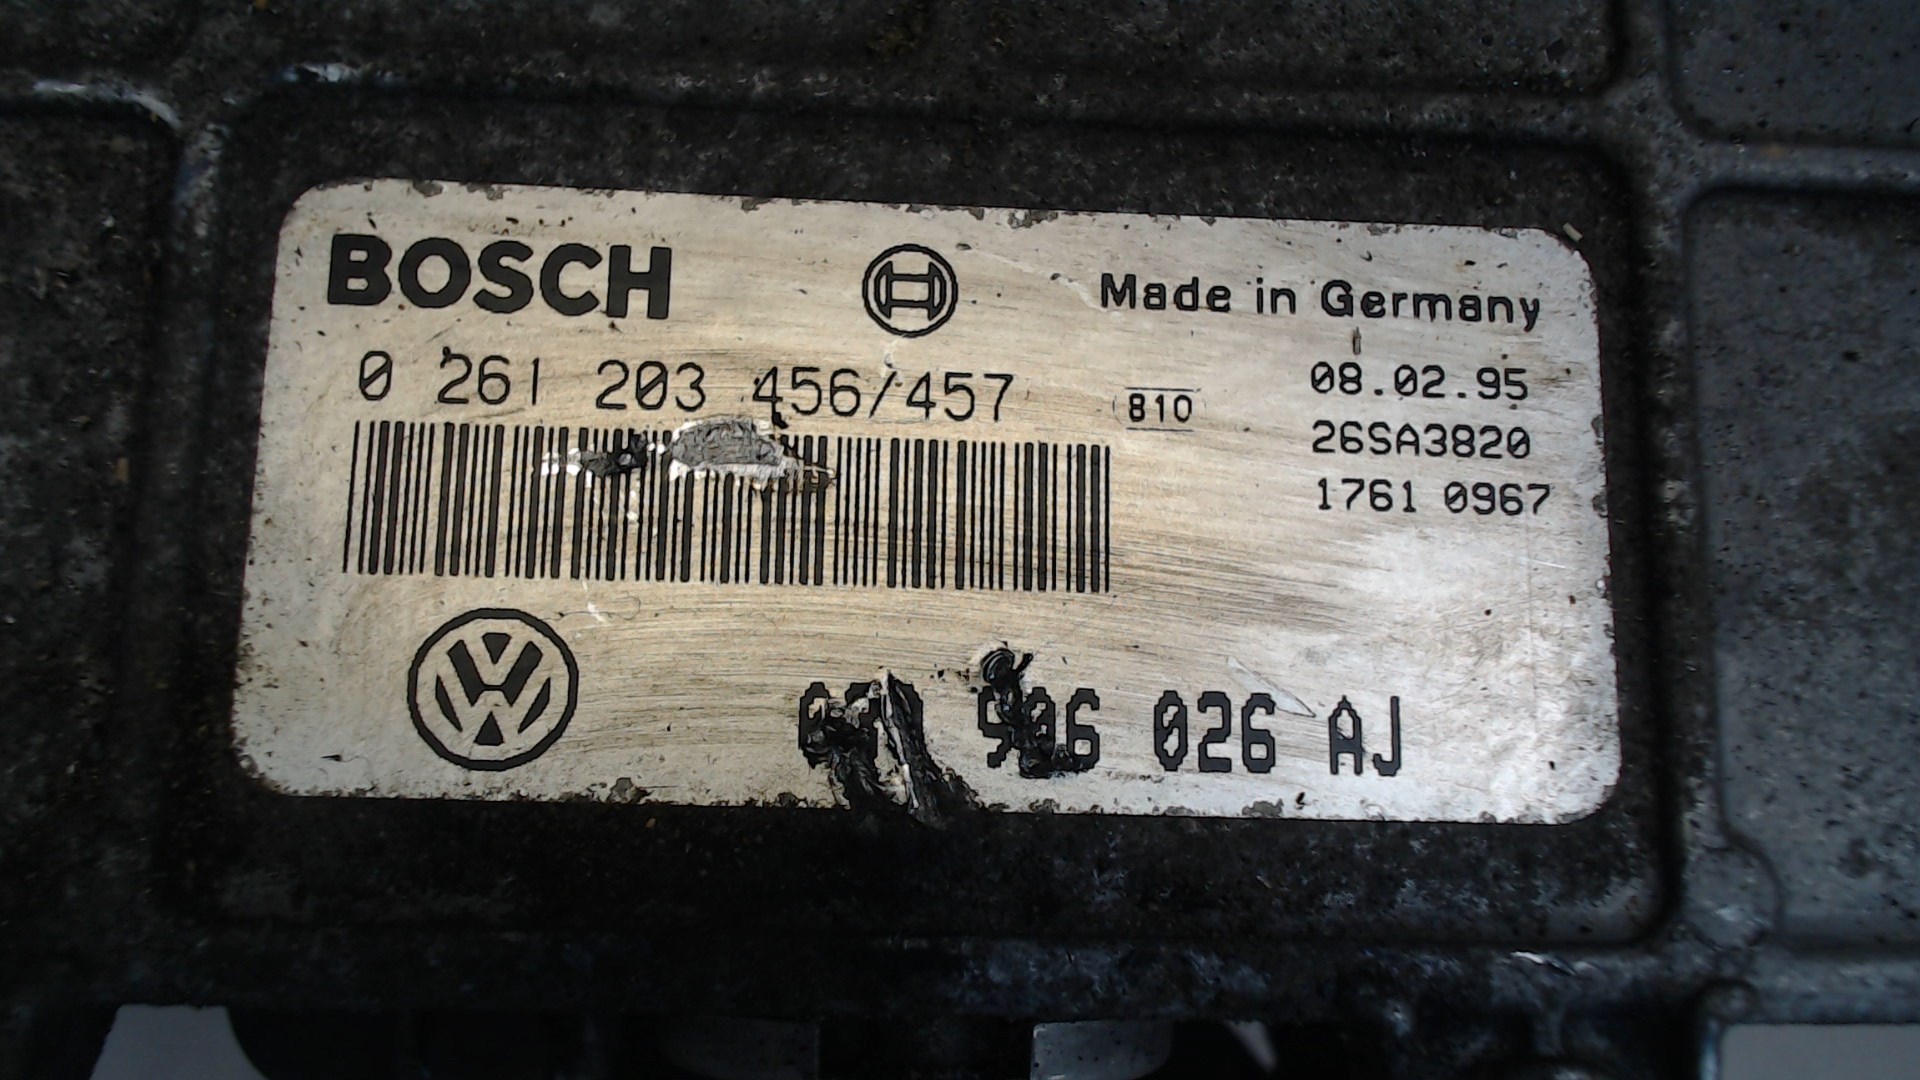 BOSCH
Made in Germany
0 261 203 456/457
810
08.02.95
26SA3820
1761 0967
906 026 AJ